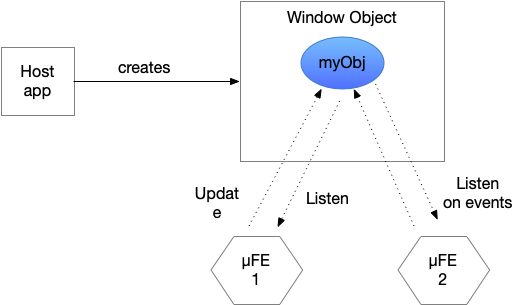 Window Object
myObj
Host
app
creates
Updat
e
Listen
Listen
on events
µFE
1
µFE
2